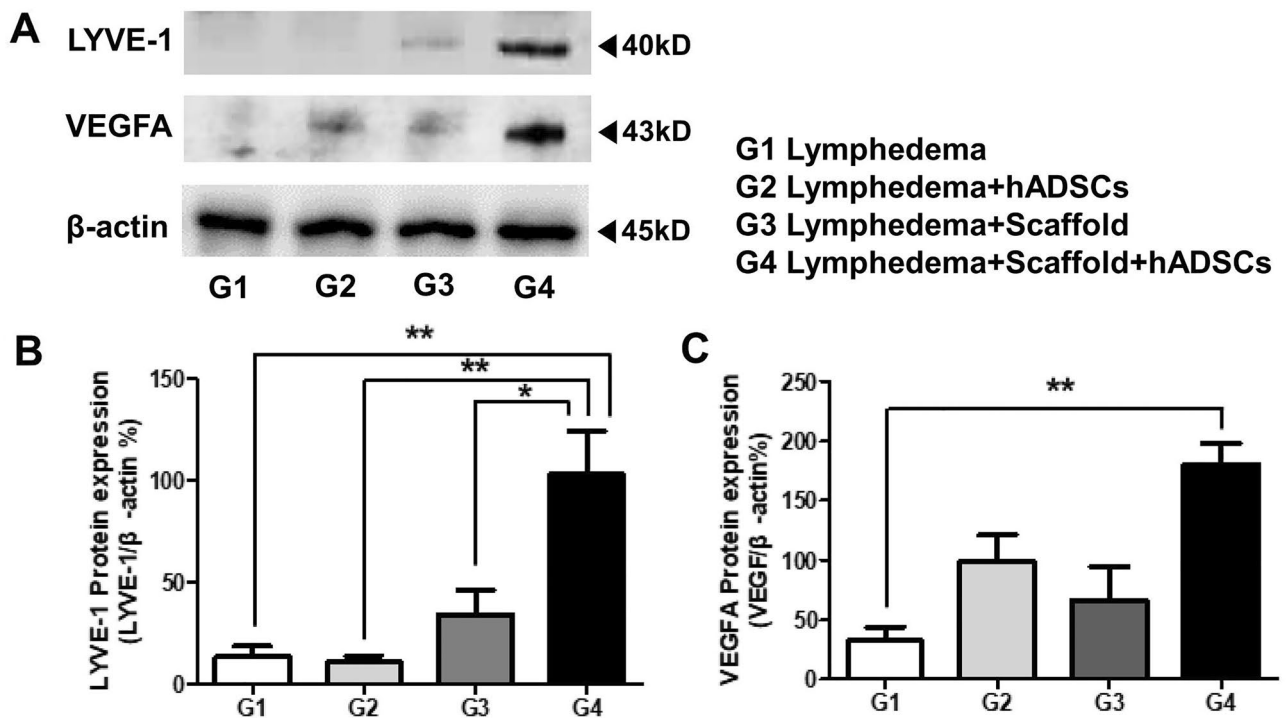 A
LYVE-1
◄40kD
VEGFA
◄43kD
β-actin
◄45kD
G1 G2 G3 G4
G1 Lymphedema
G2 Lymphedema+hADSCs
G3 Lymphedema+Scaffold
G4 Lymphedema+Scaffold+hADSCs
B
LYVE-1 Protein expression
(LYVE-1/β -actin %)
150
100
50
0
**
**
*
G1 G2 G3 G4
C
VEGFA Protein expression
(VEGF/β -actin%)
250
200
150
100
50
0
**
G1 G2 G3 G4